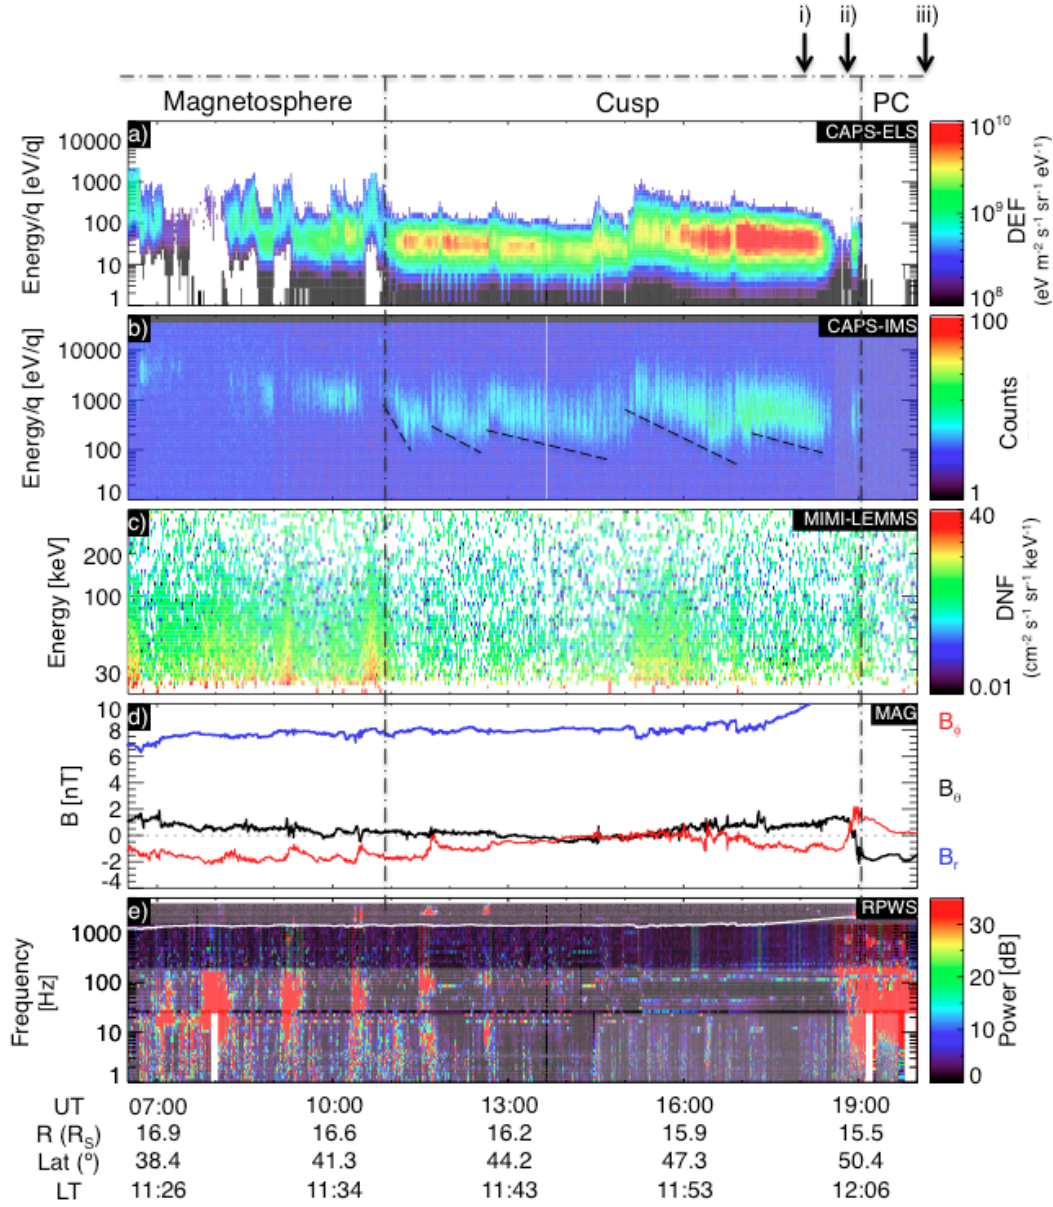 i) ii) iii)
Magnetosphere Cusp PC
a) CAPS-ELS
Energy/q [eV/q]
10000
1000
100
10
1
10¹⁰
10⁹
10⁸
DEF
(eV m⁻² s⁻¹ sr⁻¹ eV⁻¹)
b) CAPS-IMS
Energy/q [eV/q]
10000
1000
100
10
100
1
Counts
c) MIMI-LEMMS
Energy [keV]
200
100
30
40
0.01
DNF
(cm⁻² s⁻¹ sr⁻¹ keV⁻¹)
d) MAG
B [nT]
10
8
6
4
2
0
-2
-4
Bφ
Bθ
Br
e) RPWS
Frequency
[Hz]
1000
100
10
1
30
20
10
0
Power [dB]
UT 07:00 10:00 13:00 16:00 19:00
R (RS) 16.9 16.6 16.2 15.9 15.5
Lat (º) 38.4 41.3 44.2 47.3 50.4
LT 11:26 11:34 11:43 11:53 12:06